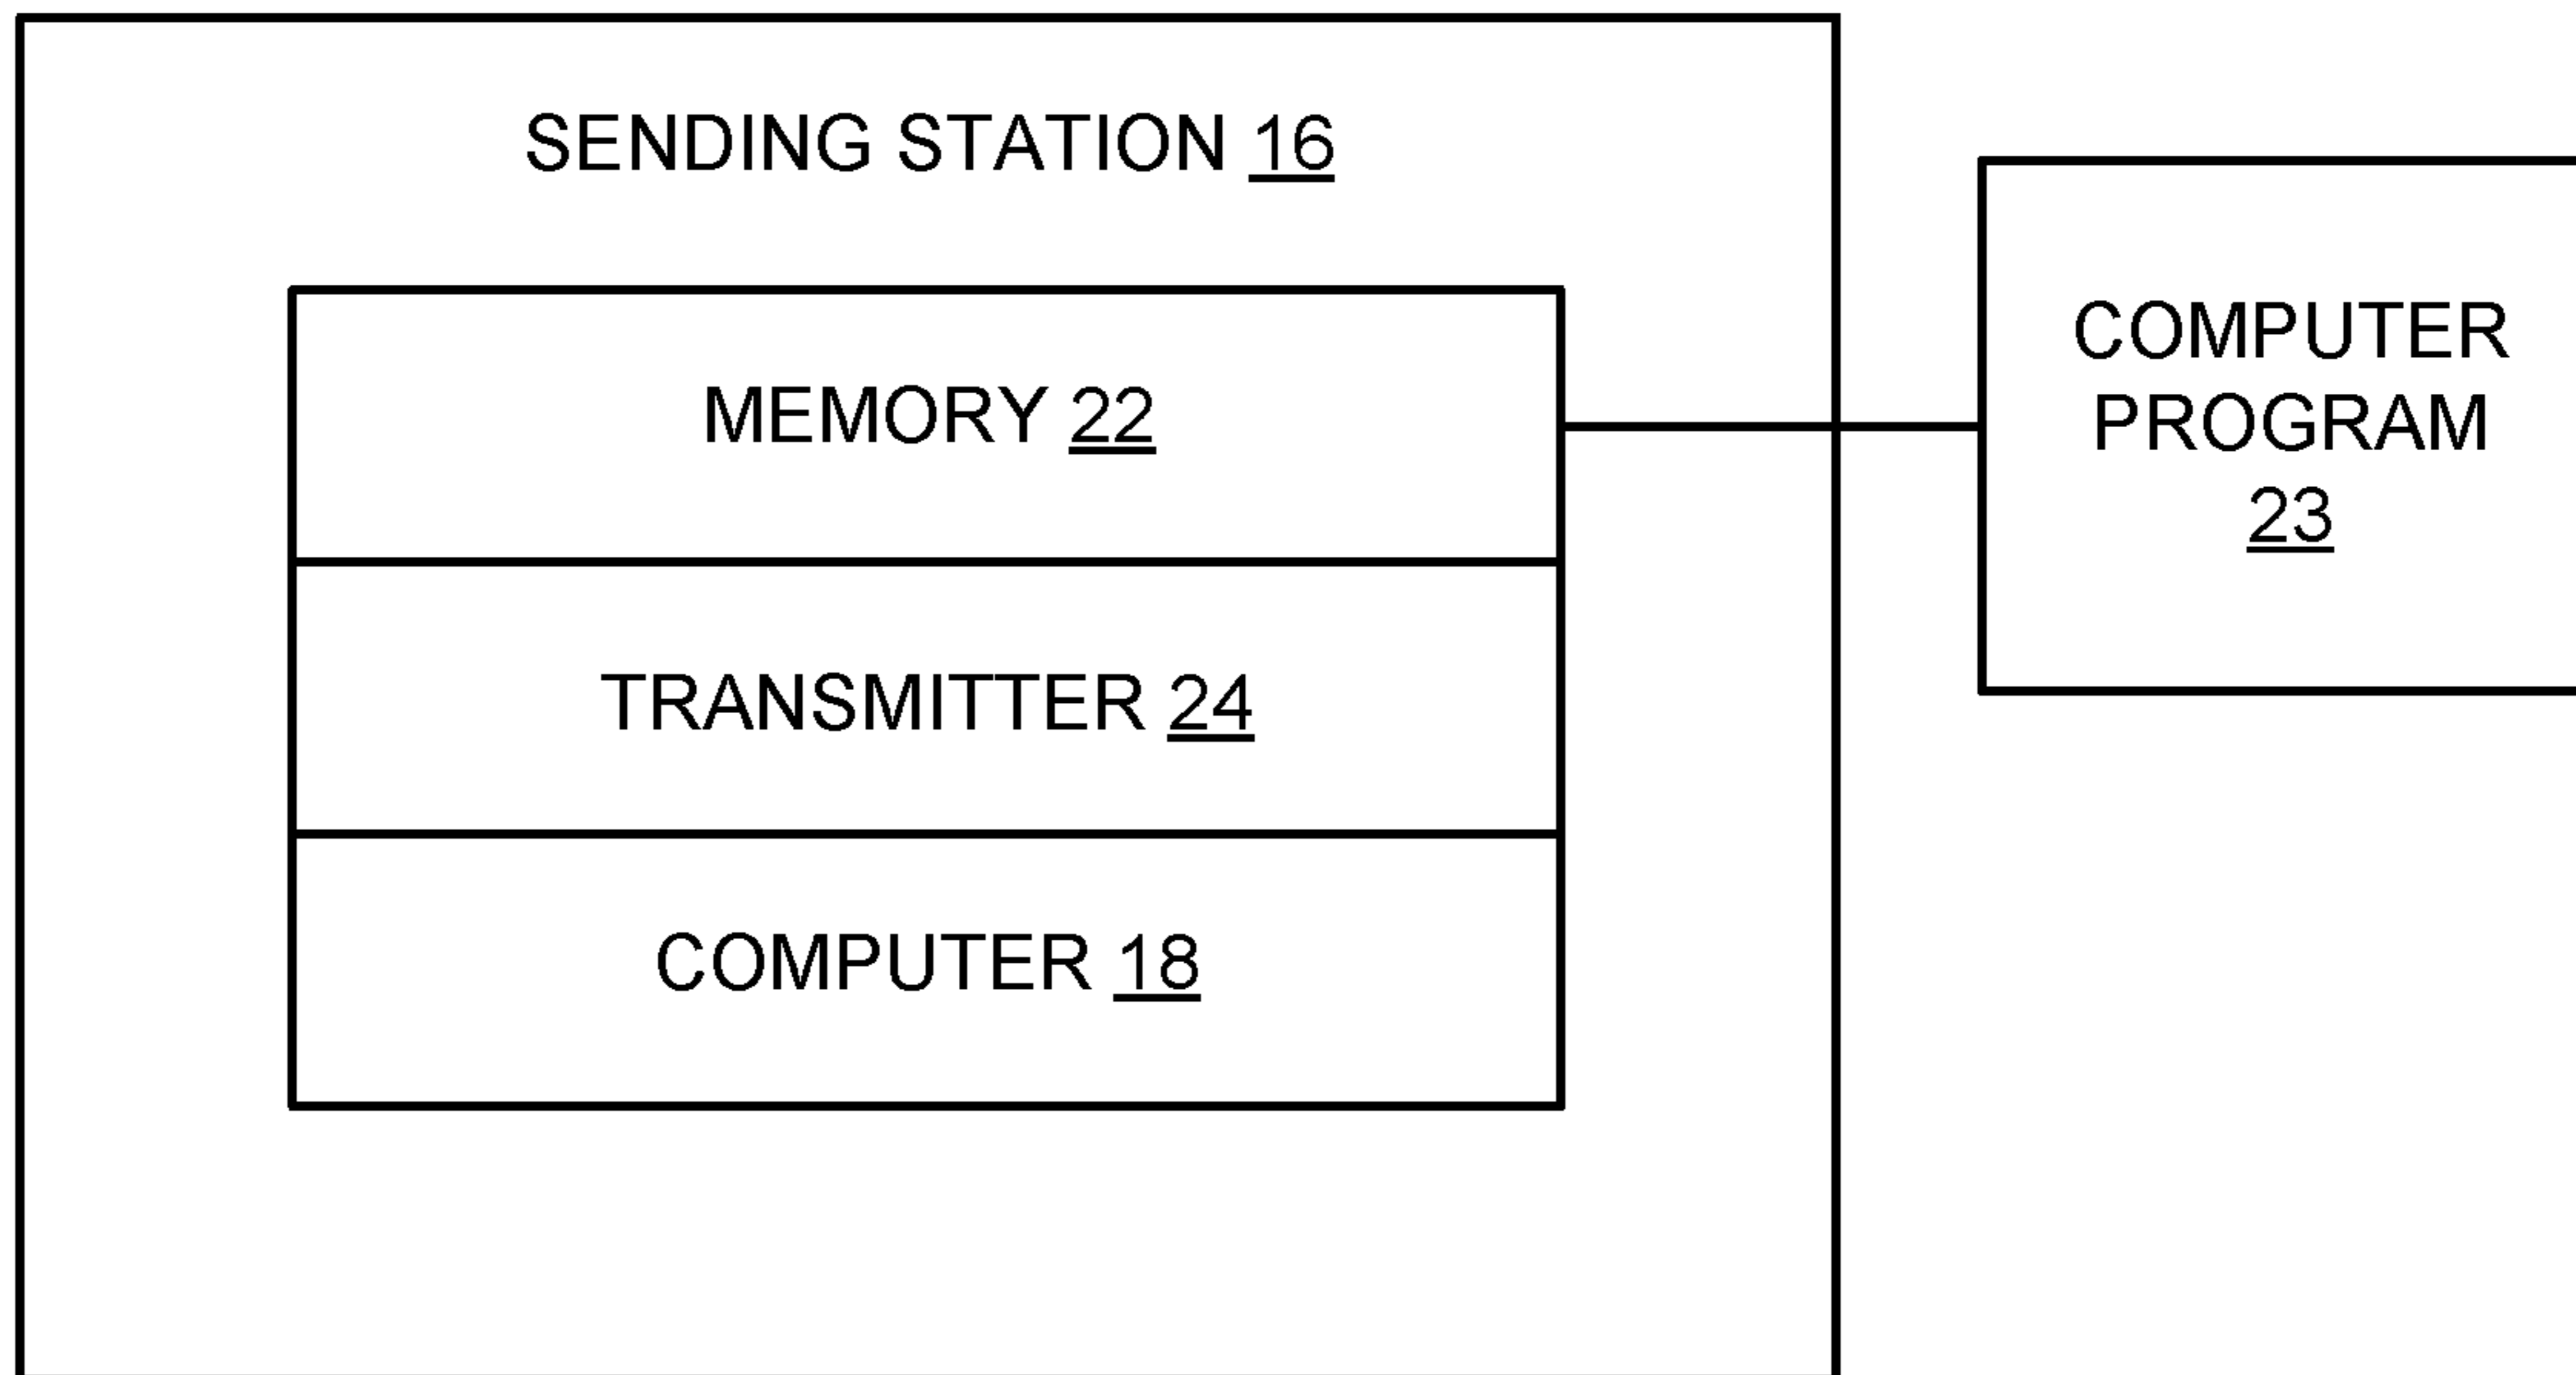 SENDING STATION 16
MEMORY 22
TRANSMITTER 24
COMPUTER 18
COMPUTER
PROGRAM
23